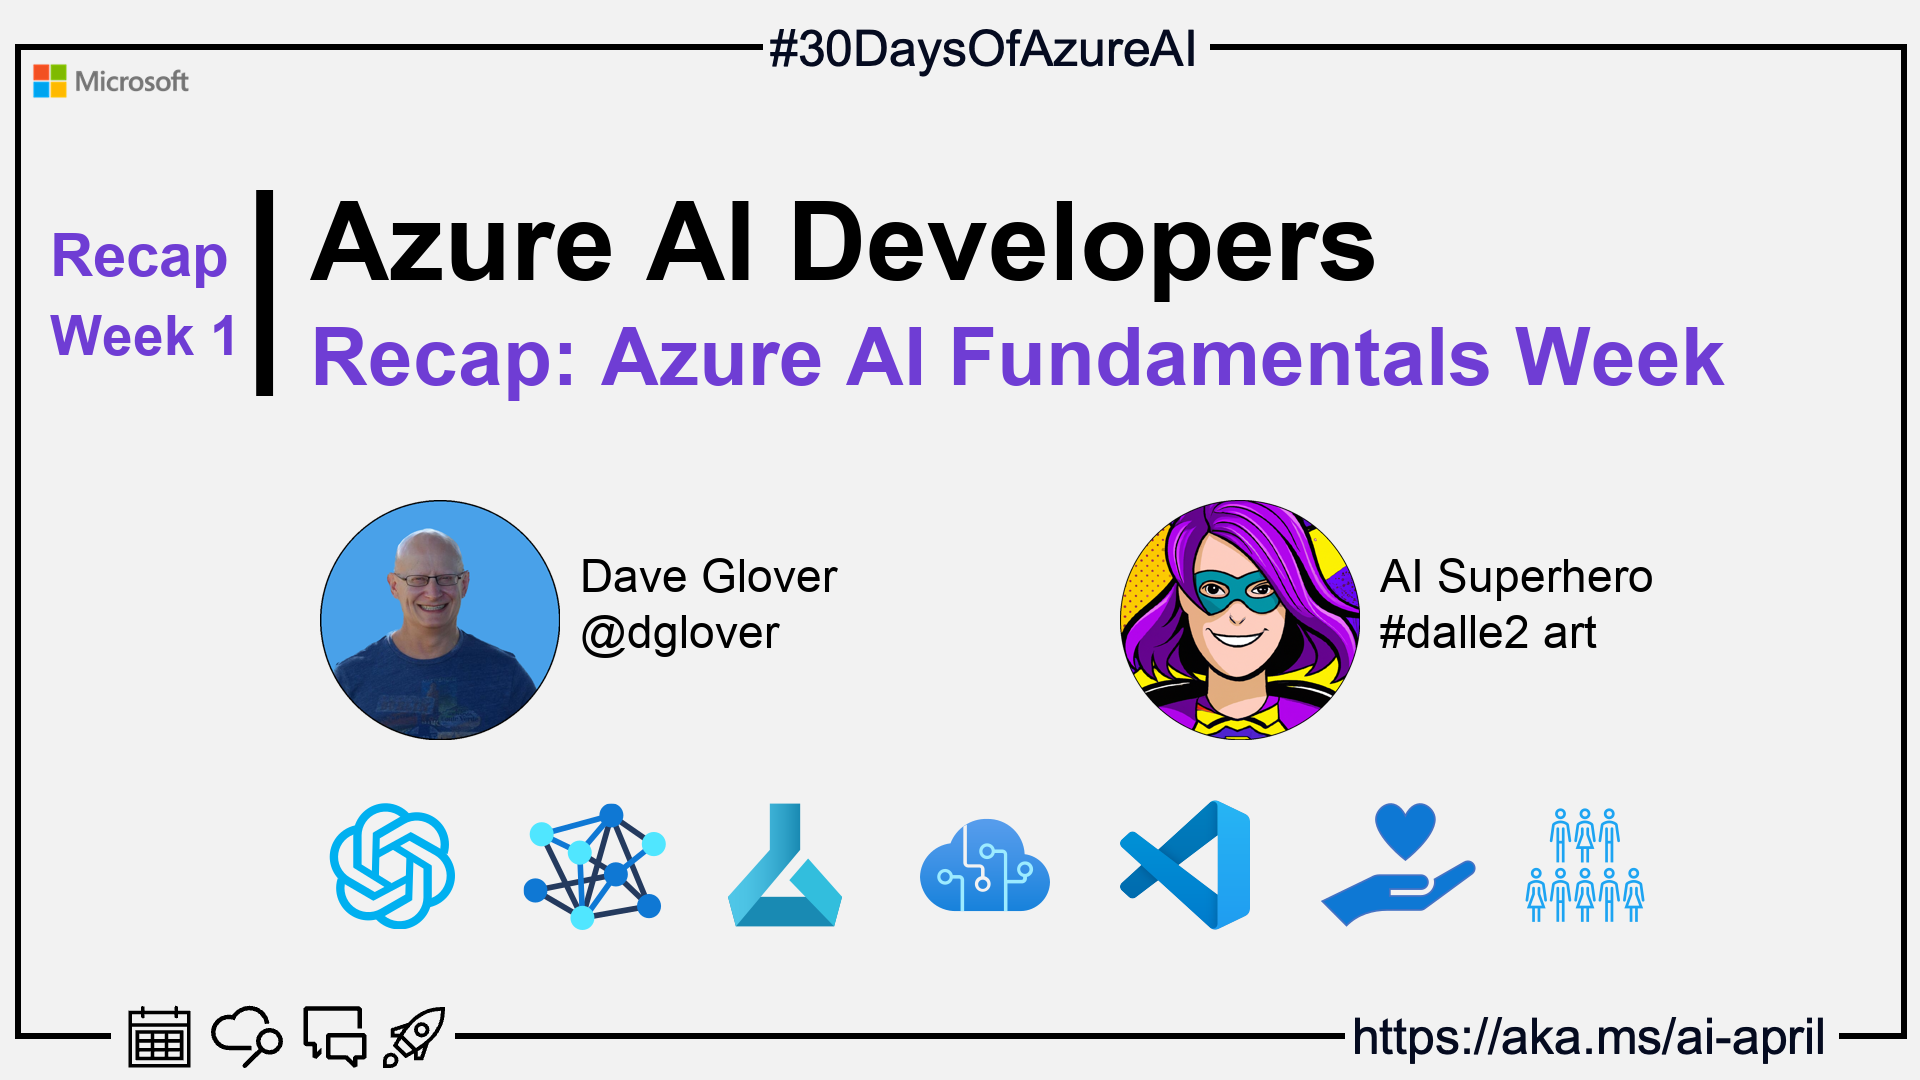 #30DaysOfAzureAI
Microsoft
Recap
Week 1
Azure AI Developers
Recap: Azure AI Fundamentals Week
Dave Glover
@dglover
AI Superhero
#dalle2 art
https://aka.ms/ai-april